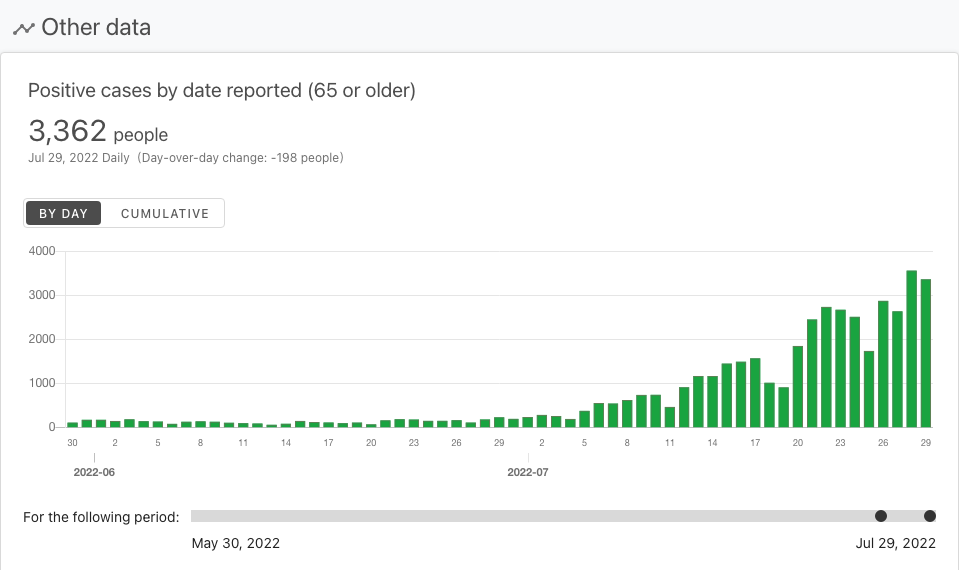 Other data
Positive cases by date reported (65 or older)
3,362 people
Jul 29, 2022 Daily (Day-over-day change: -198 people)
BY DAY CUMULATIVE
4000
3000
2000
1000
0
30 2 5 8 11 14 17 20 23 26 29 2 5 8 11 14 17 20 23 26 29
2022-06 2022-07
For the following period:
May 30, 2022 Jul 29, 2022